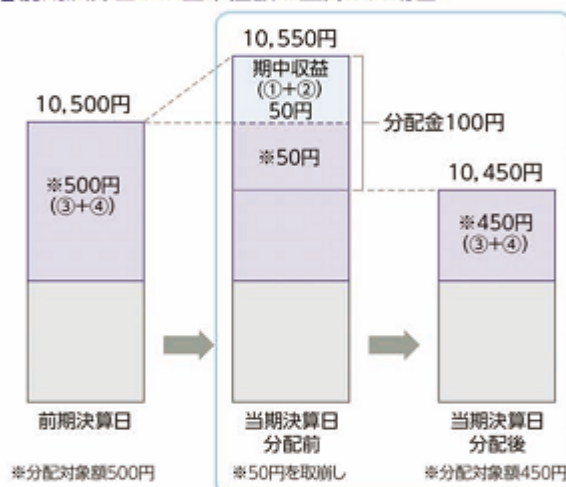 10,550円
期中収益
(①+②)
50円
10,500円
分配金100円
※50円
10,450円
※500円
(③+④)
※450円
(③+④)
前期決算日
当期決算日
分配前
当期決算日
分配後
※分配対象額500円
※50円を取崩し
※分配対象額450円